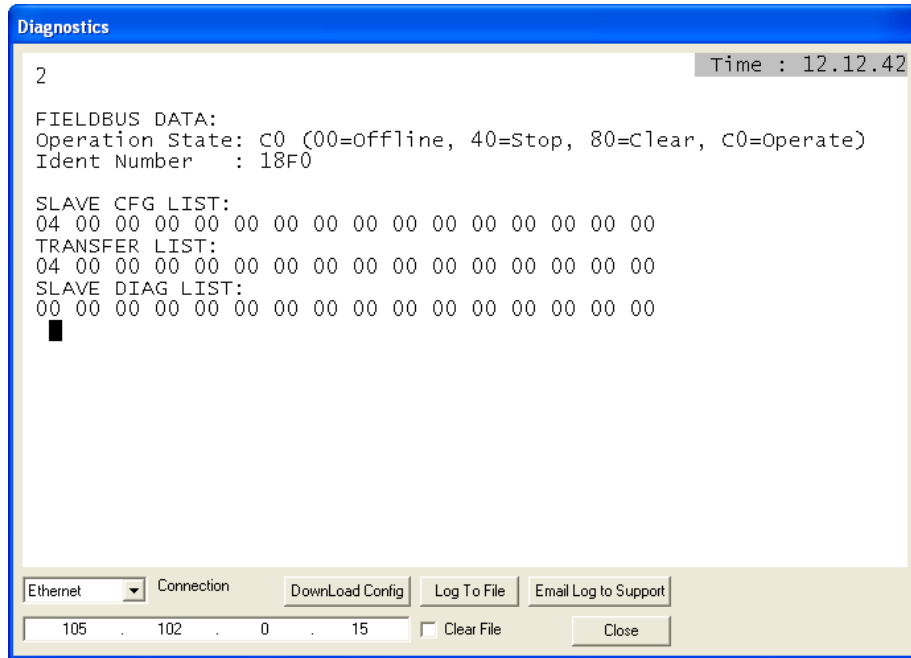 Diagnostics
Time : 12.12.42
2
FIELDBUS DATA:
Operation State: C0 (00=Offline, 40=Stop, 80=Clear, C0=Operate)
Ident Number   : 18F0
SLAVE CFG LIST:
04 00 00 00 00 00 00 00 00 00 00 00 00 00 00 00
TRANSFER LIST:
04 00 00 00 00 00 00 00 00 00 00 00 00 00 00 00
SLAVE DIAG LIST:
00 00 00 00 00 00 00 00 00 00 00 00 00 00 00 00
Ethernet Connection DownLoad Config Log To File Email Log to Support
105 . 102 . 0 . 15 Clear File Close